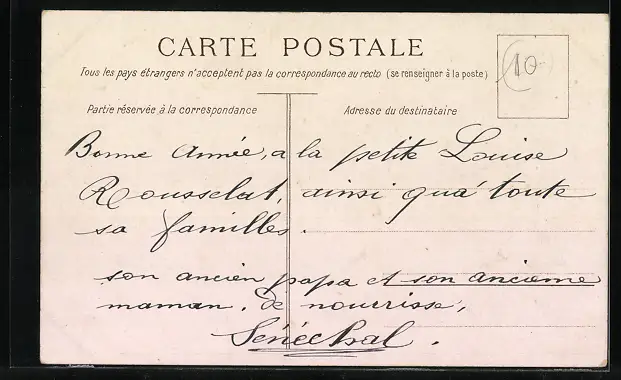 CARTE POSTALE
Tous les pays étrangers n'acceptent pas la correspondance au recto (se renseigner à la poste)
10
Partie réservée à la correspondance
Adresse du destinataire
Bonne année, a la petite Louise
Rousselat, ainsi qua' toute
sa familles.
son ancien papa et son ancienne
maman. de nourrisse,
Sénéchal.